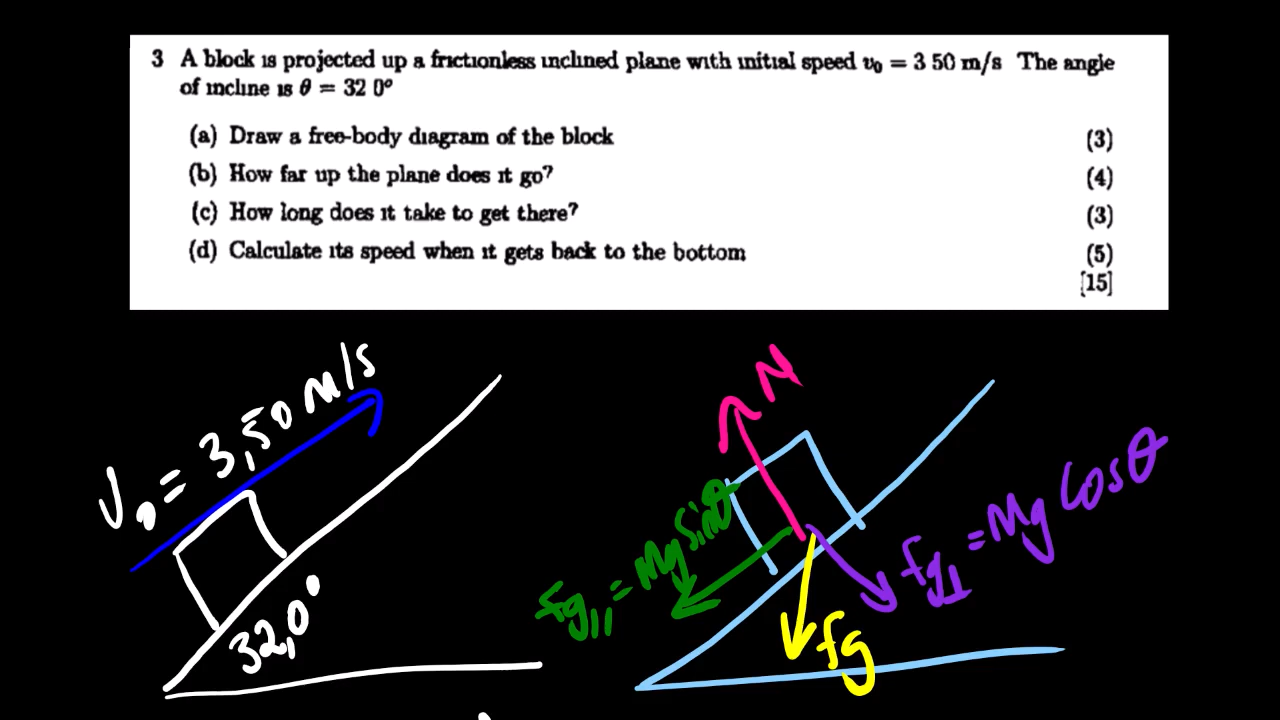 3 A block is projected up a frictionless inclined plane with initial speed v₀ = 3 50 m/s The angle
of incline is θ = 32 0°
(a) Draw a free-body diagram of the block
(3)
(b) How far up the plane does it go?
(4)
(c) How long does it take to get there?
(3)
(d) Calculate its speed when it gets back to the bottom
(5)
[15]
V₀ = 3,50 m/s
32,0°
N
fg|| = Mg sinθ
fg⊥ = Mg Cosθ
fg